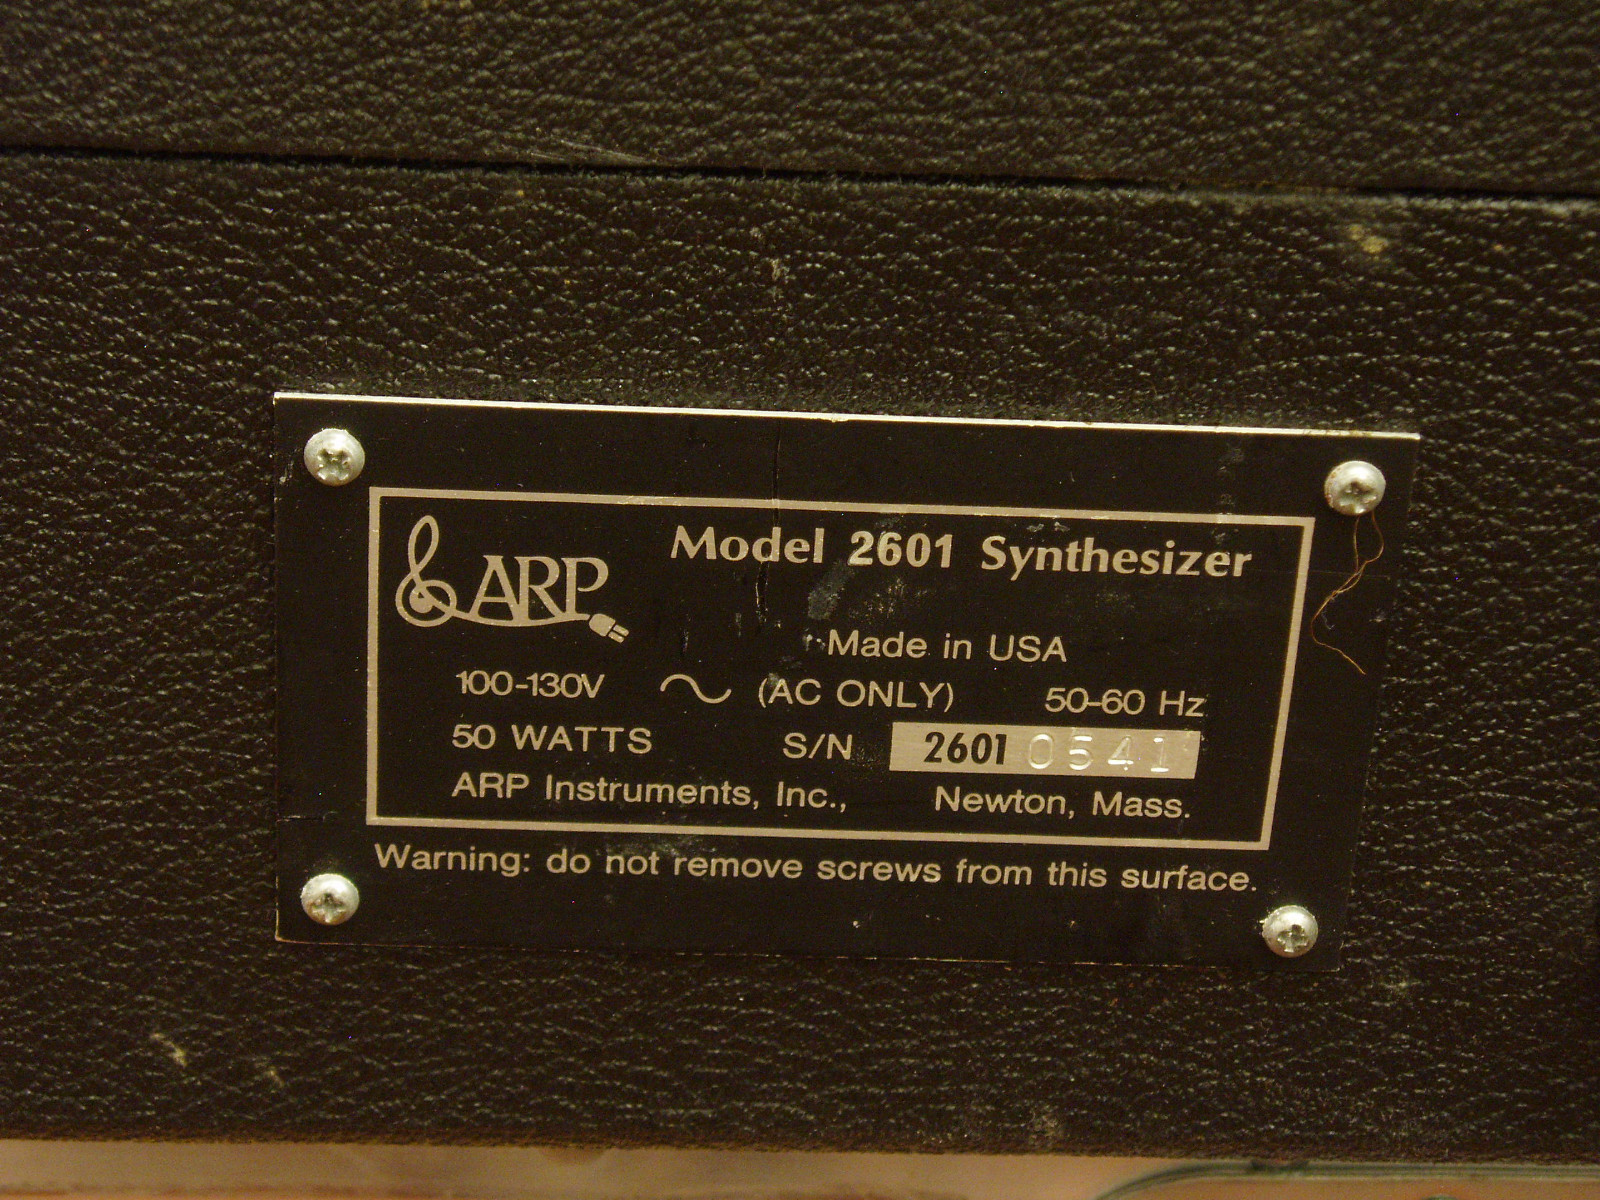 ARP
Model 2601 Synthesizer
Made in USA
100-130V (AC ONLY) 50-60 Hz
50 WATTS S/N 2601 0541
ARP Instruments, Inc., Newton, Mass.
Warning: do not remove screws from this surface.